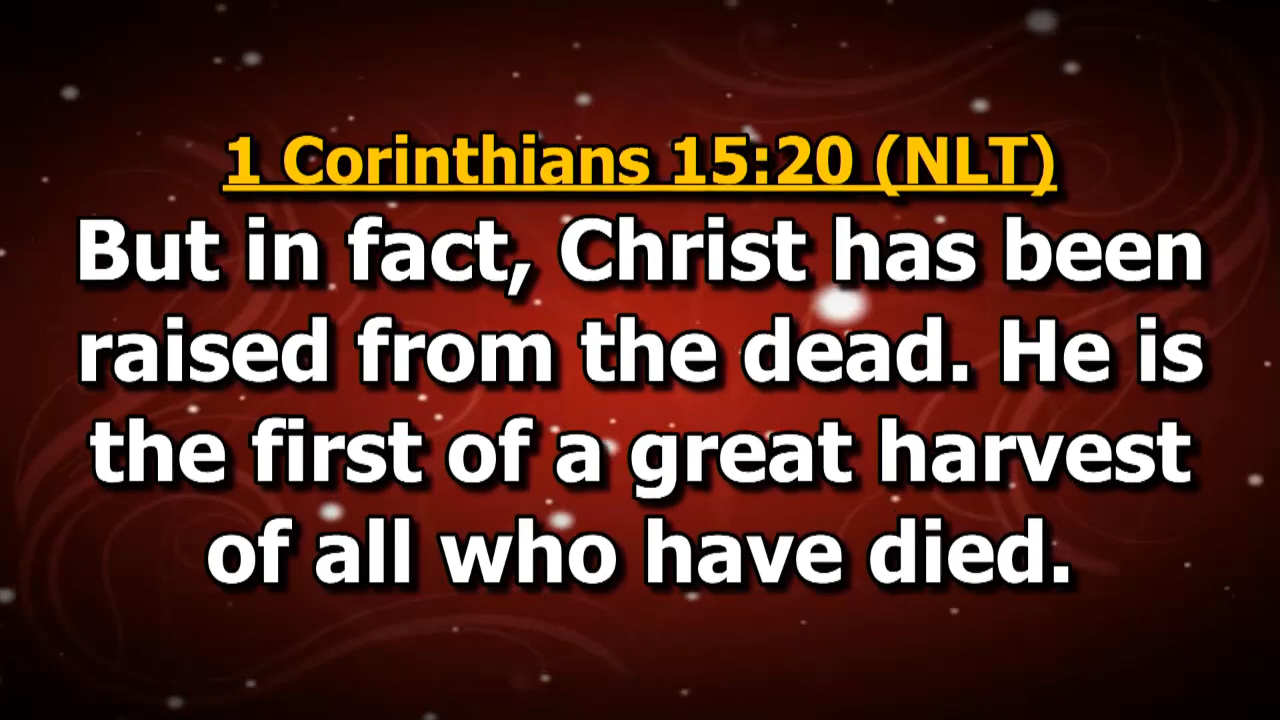 1 Corinthians 15:20 (NLT)
But in fact, Christ has been
raised from the dead. He is
the first of a great harvest
of all who have died.